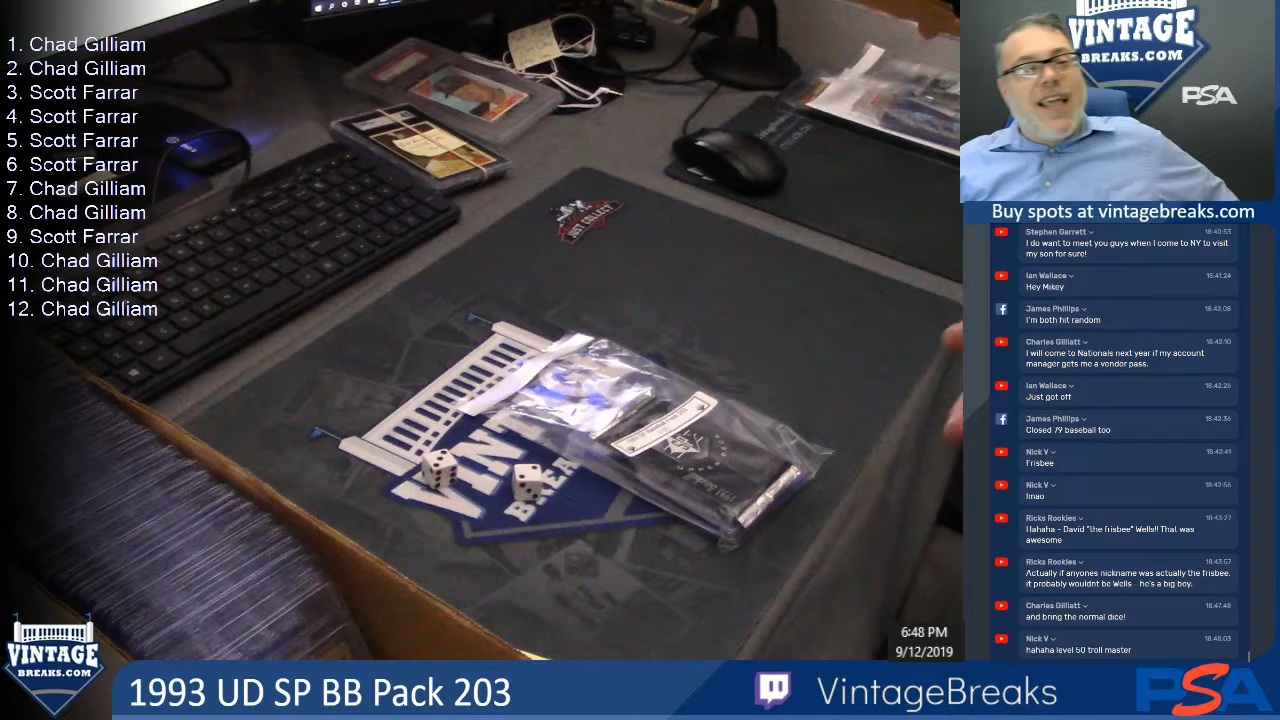 1. Chad Gilliam
2. Chad Gilliam
3. Scott Farrar
4. Scott Farrar
5. Scott Farrar
6. Scott Farrar
7. Chad Gilliam
8. Chad Gilliam
9. Scott Farrar
10. Chad Gilliam
11. Chad Gilliam
12. Chad Gilliam
JUST COLLECT
VINT
BREA
1993 Baseball
VINTAGE
BREAKS.COM
PSA
Buy spots at vintagebreaks.com
Stephen Garrett 18:40:53
I do want to meet you guys when I come to NY to visit
my son for sure!
Ian Wallace 18:41:24
Hey Mikey
James Phillips 18:42:08
I'm both hit random
Charles Gilliatt 18:42:10
I will come to Nationals next year if my account
manager gets me a vendor pass.
Ian Wallace 18:42:26
Just got off
James Phillips 18:42:36
Closed 79 baseball too
Nick V 18:42:41
Frisbee
Nick V 18:42:56
lmao
Ricks Rookies 18:43:27
Hahaha - David "the frisbee" Wells!! That was
awesome
Ricks Rookies 18:43:57
Actually if anyones nickname was actually the frisbee,
it probably wouldnt be Wells - he's a big boy.
Charles Gilliatt 18:47:48
and bring the normal dice!
Nick V 18:48:03
hahaha level 50 troll master
6:48 PM
9/12/2019
VINTAGE
BREAKS.COM
1993 UD SP BB Pack 203
VintageBreaks
PSA